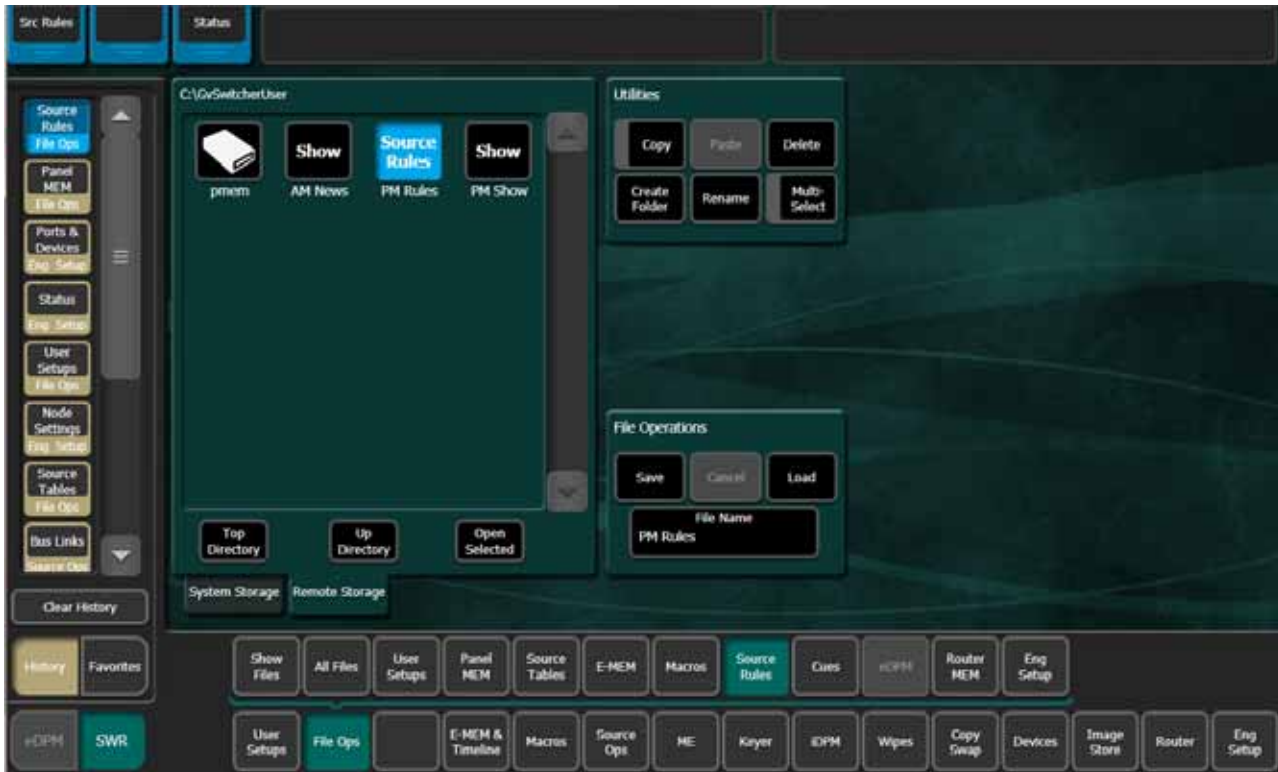 Src Rules
Status
Source
Rules
File Ops
Panel
MEM
File Ops
Ports &
Devices
Eng Setup
Status
Eng Setup
User
Setups
File Ops
Node
Settings
Eng Setup
Source
Tables
File Ops
Bus Links
Source Ops
Clear History
History
Favorites
eDPM
SWR
C:\GvSwitcherUser
Show
Source
Rules
Show
pmem
AM News
PM Rules
PM Show
Top
Directory
Up
Directory
Open
Selected
System Storage
Remote Storage
Utilities
Copy
Paste
Delete
Create
Folder
Rename
Multi-
Select
File Operations
Save
Cancel
Load
File Name
PM Rules
Show
Files
All Files
User
Setups
Panel
MEM
Source
Tables
E-MEM
Macros
Source
Rules
Cues
eDPM
Router
MEM
Eng
Setup
User
Setups
File Ops
E-MEM &
Timeline
Macros
Source
Ops
ME
Keyer
iDPM
Wipes
Copy
Swap
Devices
Image
Store
Router
Eng
Setup